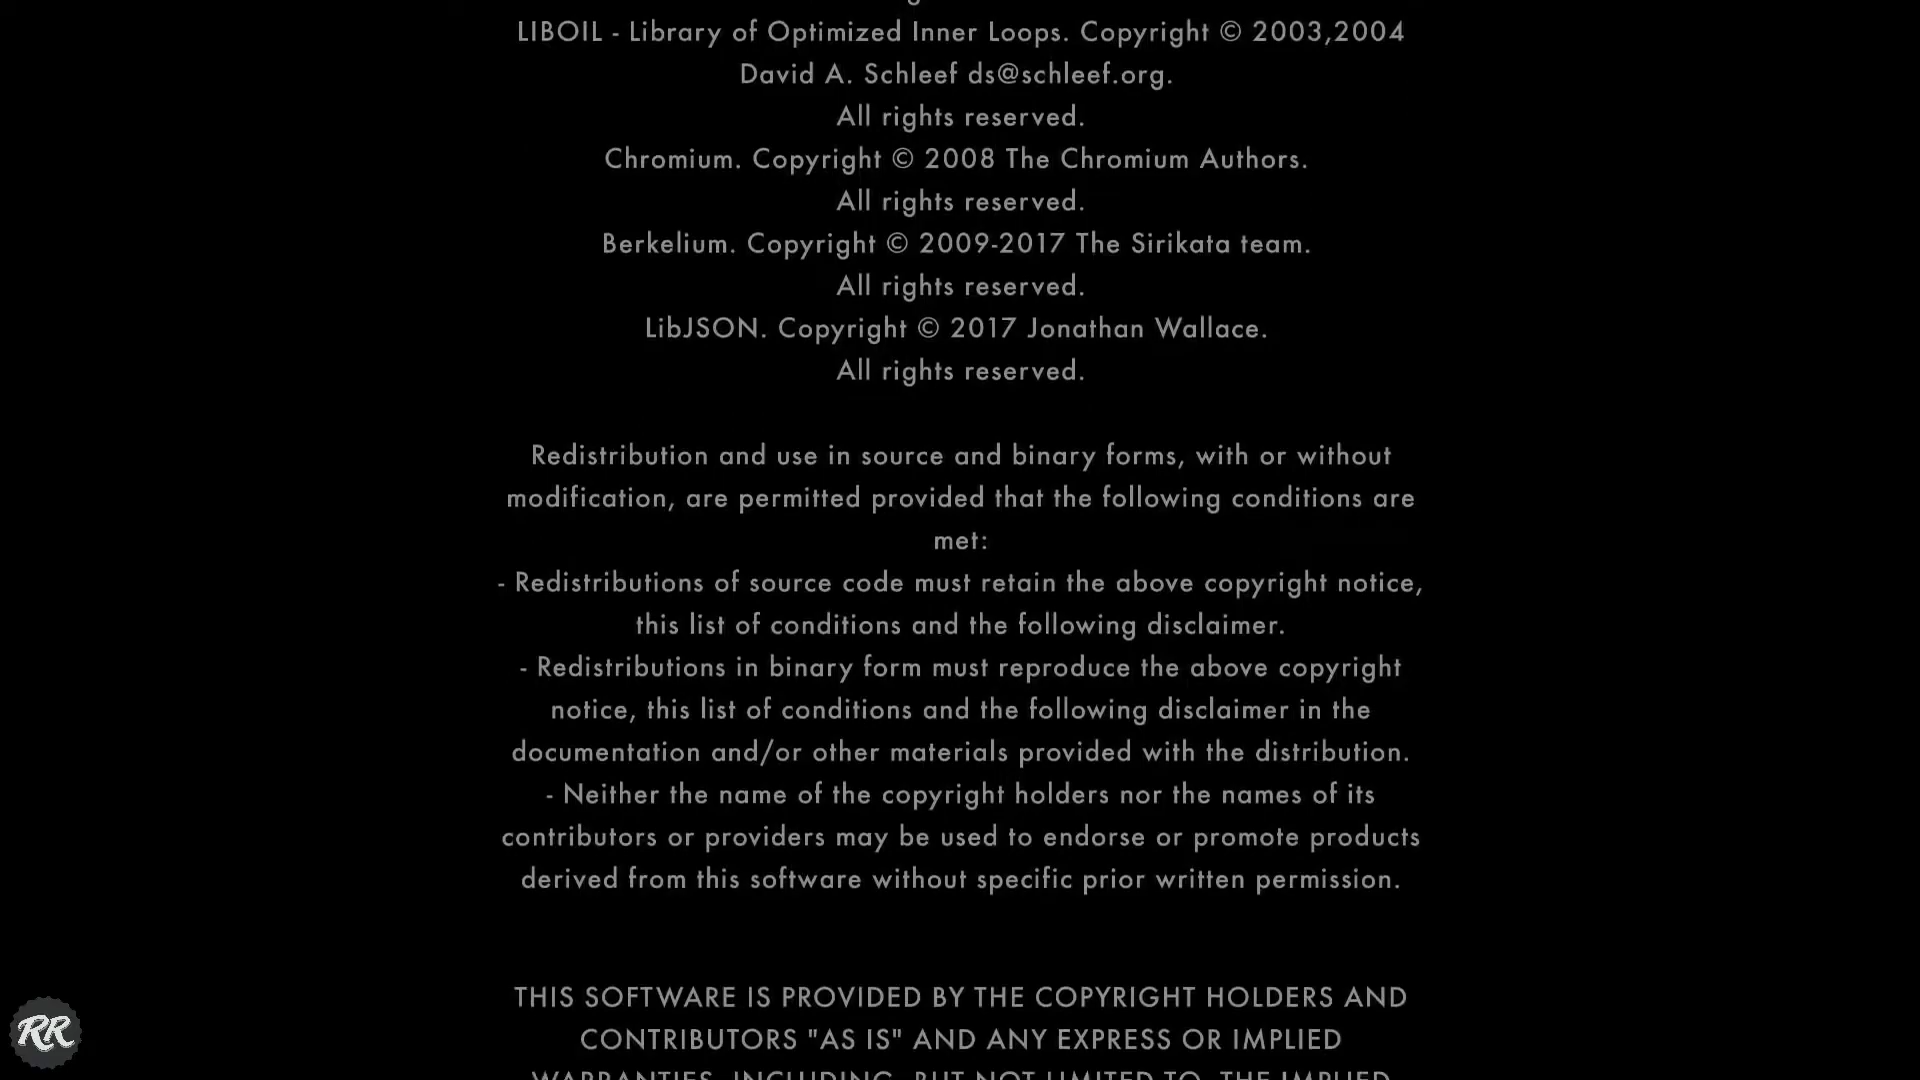 LIBOIL - Library of Optimized Inner Loops. Copyright © 2003,2004
David A. Schleef ds@schleef.org.
All rights reserved.
Chromium. Copyright © 2008 The Chromium Authors.
All rights reserved.
Berkelium. Copyright © 2009-2017 The Sirikata team.
All rights reserved.
LibJSON. Copyright © 2017 Jonathan Wallace.
All rights reserved.
Redistribution and use in source and binary forms, with or without
modification, are permitted provided that the following conditions are
met:
- Redistributions of source code must retain the above copyright notice,
this list of conditions and the following disclaimer.
- Redistributions in binary form must reproduce the above copyright
notice, this list of conditions and the following disclaimer in the
documentation and/or other materials provided with the distribution.
- Neither the name of the copyright holders nor the names of its
contributors or providers may be used to endorse or promote products
derived from this software without specific prior written permission.
THIS SOFTWARE IS PROVIDED BY THE COPYRIGHT HOLDERS AND
CONTRIBUTORS "AS IS" AND ANY EXPRESS OR IMPLIED
WARRANTIES, INCLUDING, BUT NOT LIMITED TO, THE IMPLIED
RR